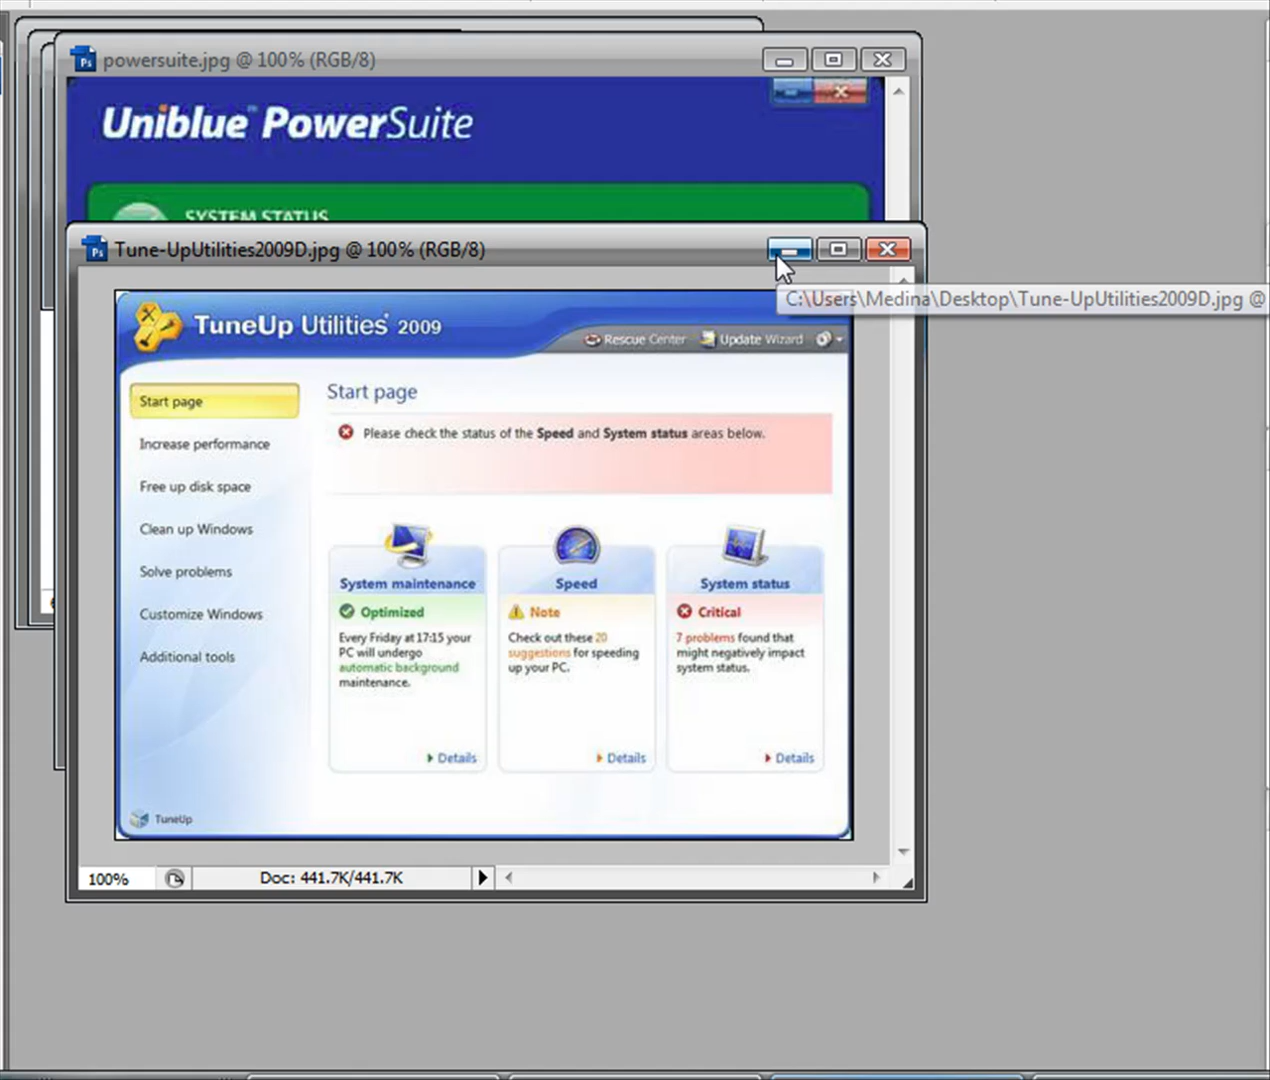 powersuite.jpg @ 100% (RGB/8)
Uniblue™ PowerSuite
SYSTEM STATUS
Tune-UpUtilities2009D.jpg @ 100% (RGB/8)
C:\Users\Medina\Desktop\Tune-UpUtilities2009D.jpg @
TuneUp Utilities 2009
Rescue Center Update Wizard
Start page
Increase performance
Free up disk space
Clean up Windows
Solve problems
Customize Windows
Additional tools
TuneUp
Start page
Please check the status of the Speed and System status areas below.
System maintenance
Optimized
Every Friday at 17:15 your
PC will undergo
automatic background
maintenance.
Details
Speed
Note
Check out these 20
suggestions for speeding
up your PC.
Details
System status
Critical
7 problems found that
might negatively impact
system status.
Details
100% Doc: 441.7K/441.7K